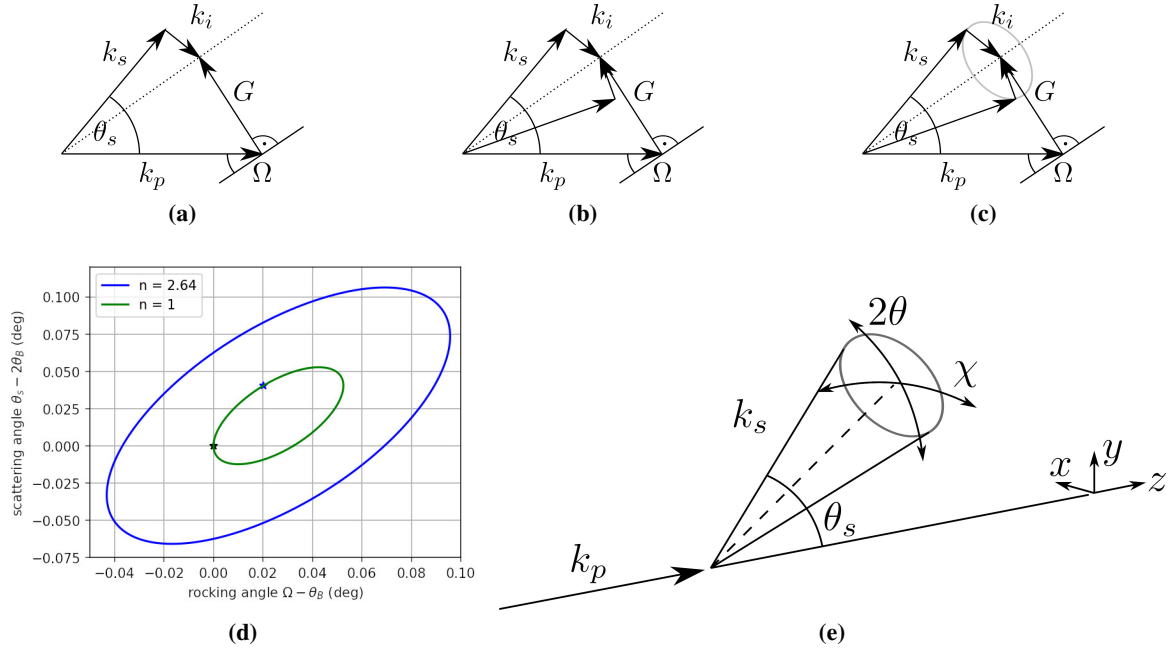 k_i
k_s
G
θ_s
k_p
Ω
(a)
k_i
k_s
G
θ_s
k_p
Ω
(b)
k_i
k_s
G
θ_s
k_p
Ω
(c)
n = 2.64
n = 1
0.100
0.075
0.050
0.025
0.000
−0.025
−0.050
−0.075
scattering angle θ_s − 2θ_B (deg)
−0.04 −0.02 0.00 0.02 0.04 0.06 0.08 0.10
rocking angle Ω − θ_B (deg)
(d)
2θ
χ
k_s
x y z
θ_s
k_p
(e)